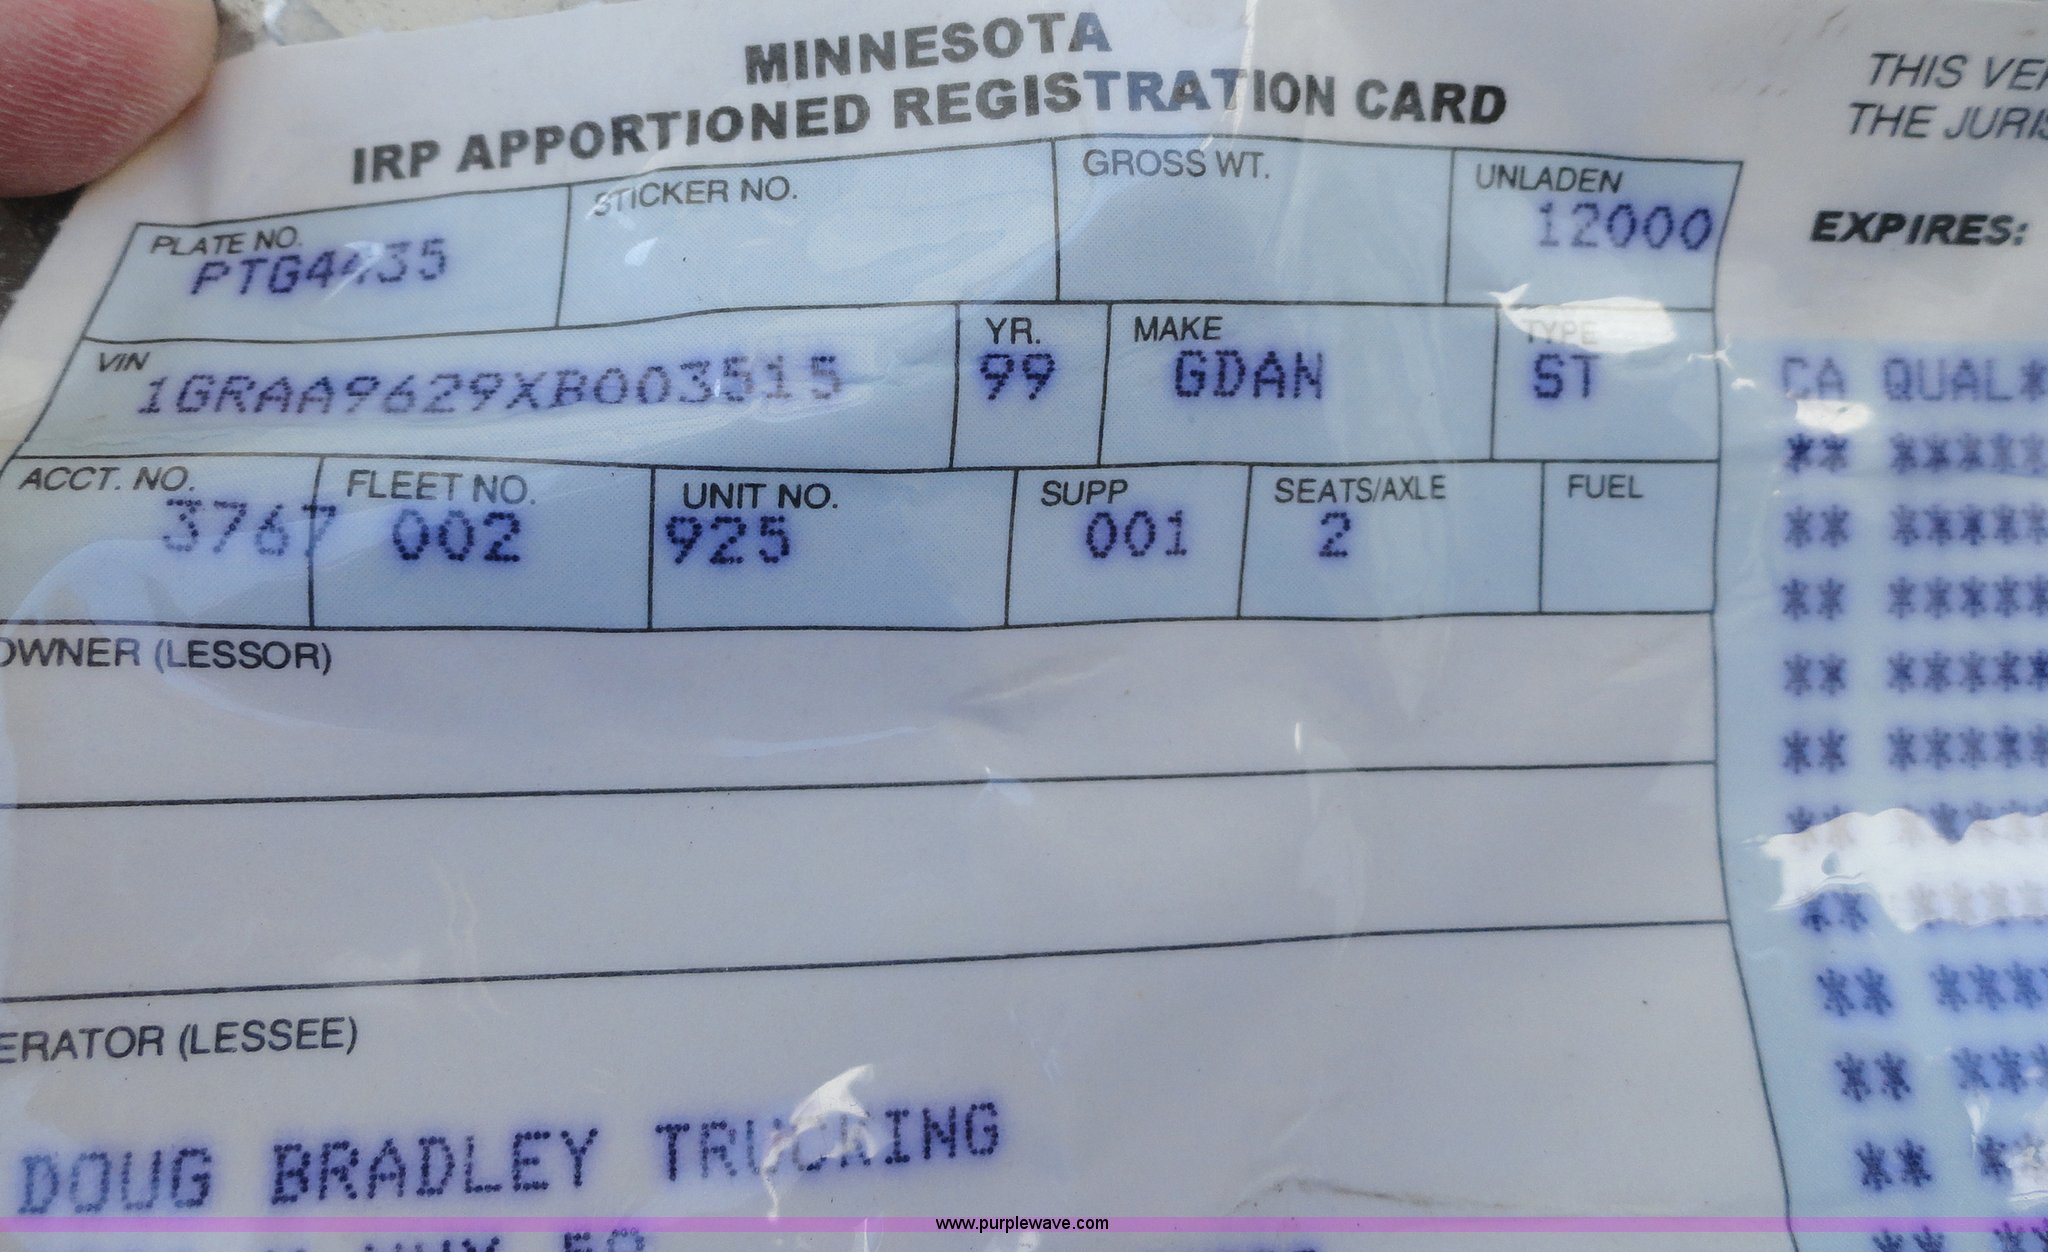 MINNESOTA
IRP APPORTIONED REGISTRATION CARD
THIS VE
THE JURIS
EXPIRES:
PLATE NO. STICKER NO. GROSS WT. UNLADEN
PTG4435 12000
VIN YR. MAKE TYPE
1GRAA9629XB003515 99 GDAN ST
CA QUAL*
** *****
ACCT. NO. FLEET NO. UNIT NO. SUPP SEATS/AXLE FUEL
3767 002 925 001 2
** *****
** *****
OWNER (LESSOR)
** *****
** *****
** *****
** *****
** ****
ERATOR (LESSEE)
** ***
DOUG BRADLEY TRUCKING
** **
www.purplewave.com